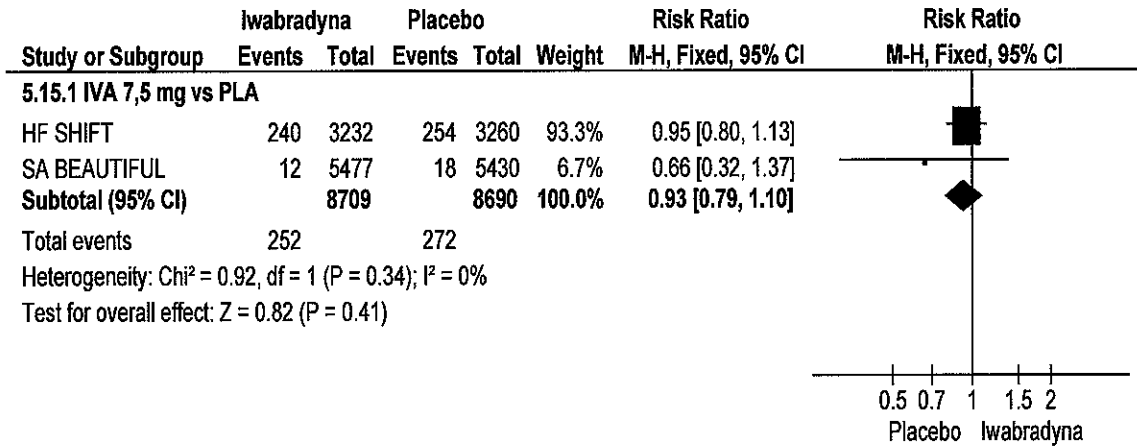 Iwabradyna Placebo Risk Ratio Risk Ratio
Study or Subgroup Events Total Events Total Weight M-H, Fixed, 95% CI M-H, Fixed, 95% CI
5.15.1 IVA 7,5 mg vs PLA
HF SHIFT 240 3232 254 3260 93.3% 0.95 [0.80, 1.13]
SA BEAUTIFUL 12 5477 18 5430 6.7% 0.66 [0.32, 1.37]
Subtotal (95% CI) 8709 8690 100.0% 0.93 [0.79, 1.10]
Total events 252 272
Heterogeneity: Chi² = 0.92, df = 1 (P = 0.34); I² = 0%
Test for overall effect: Z = 0.82 (P = 0.41)
0.5 0.7 1 1.5 2
Placebo Iwabradyna